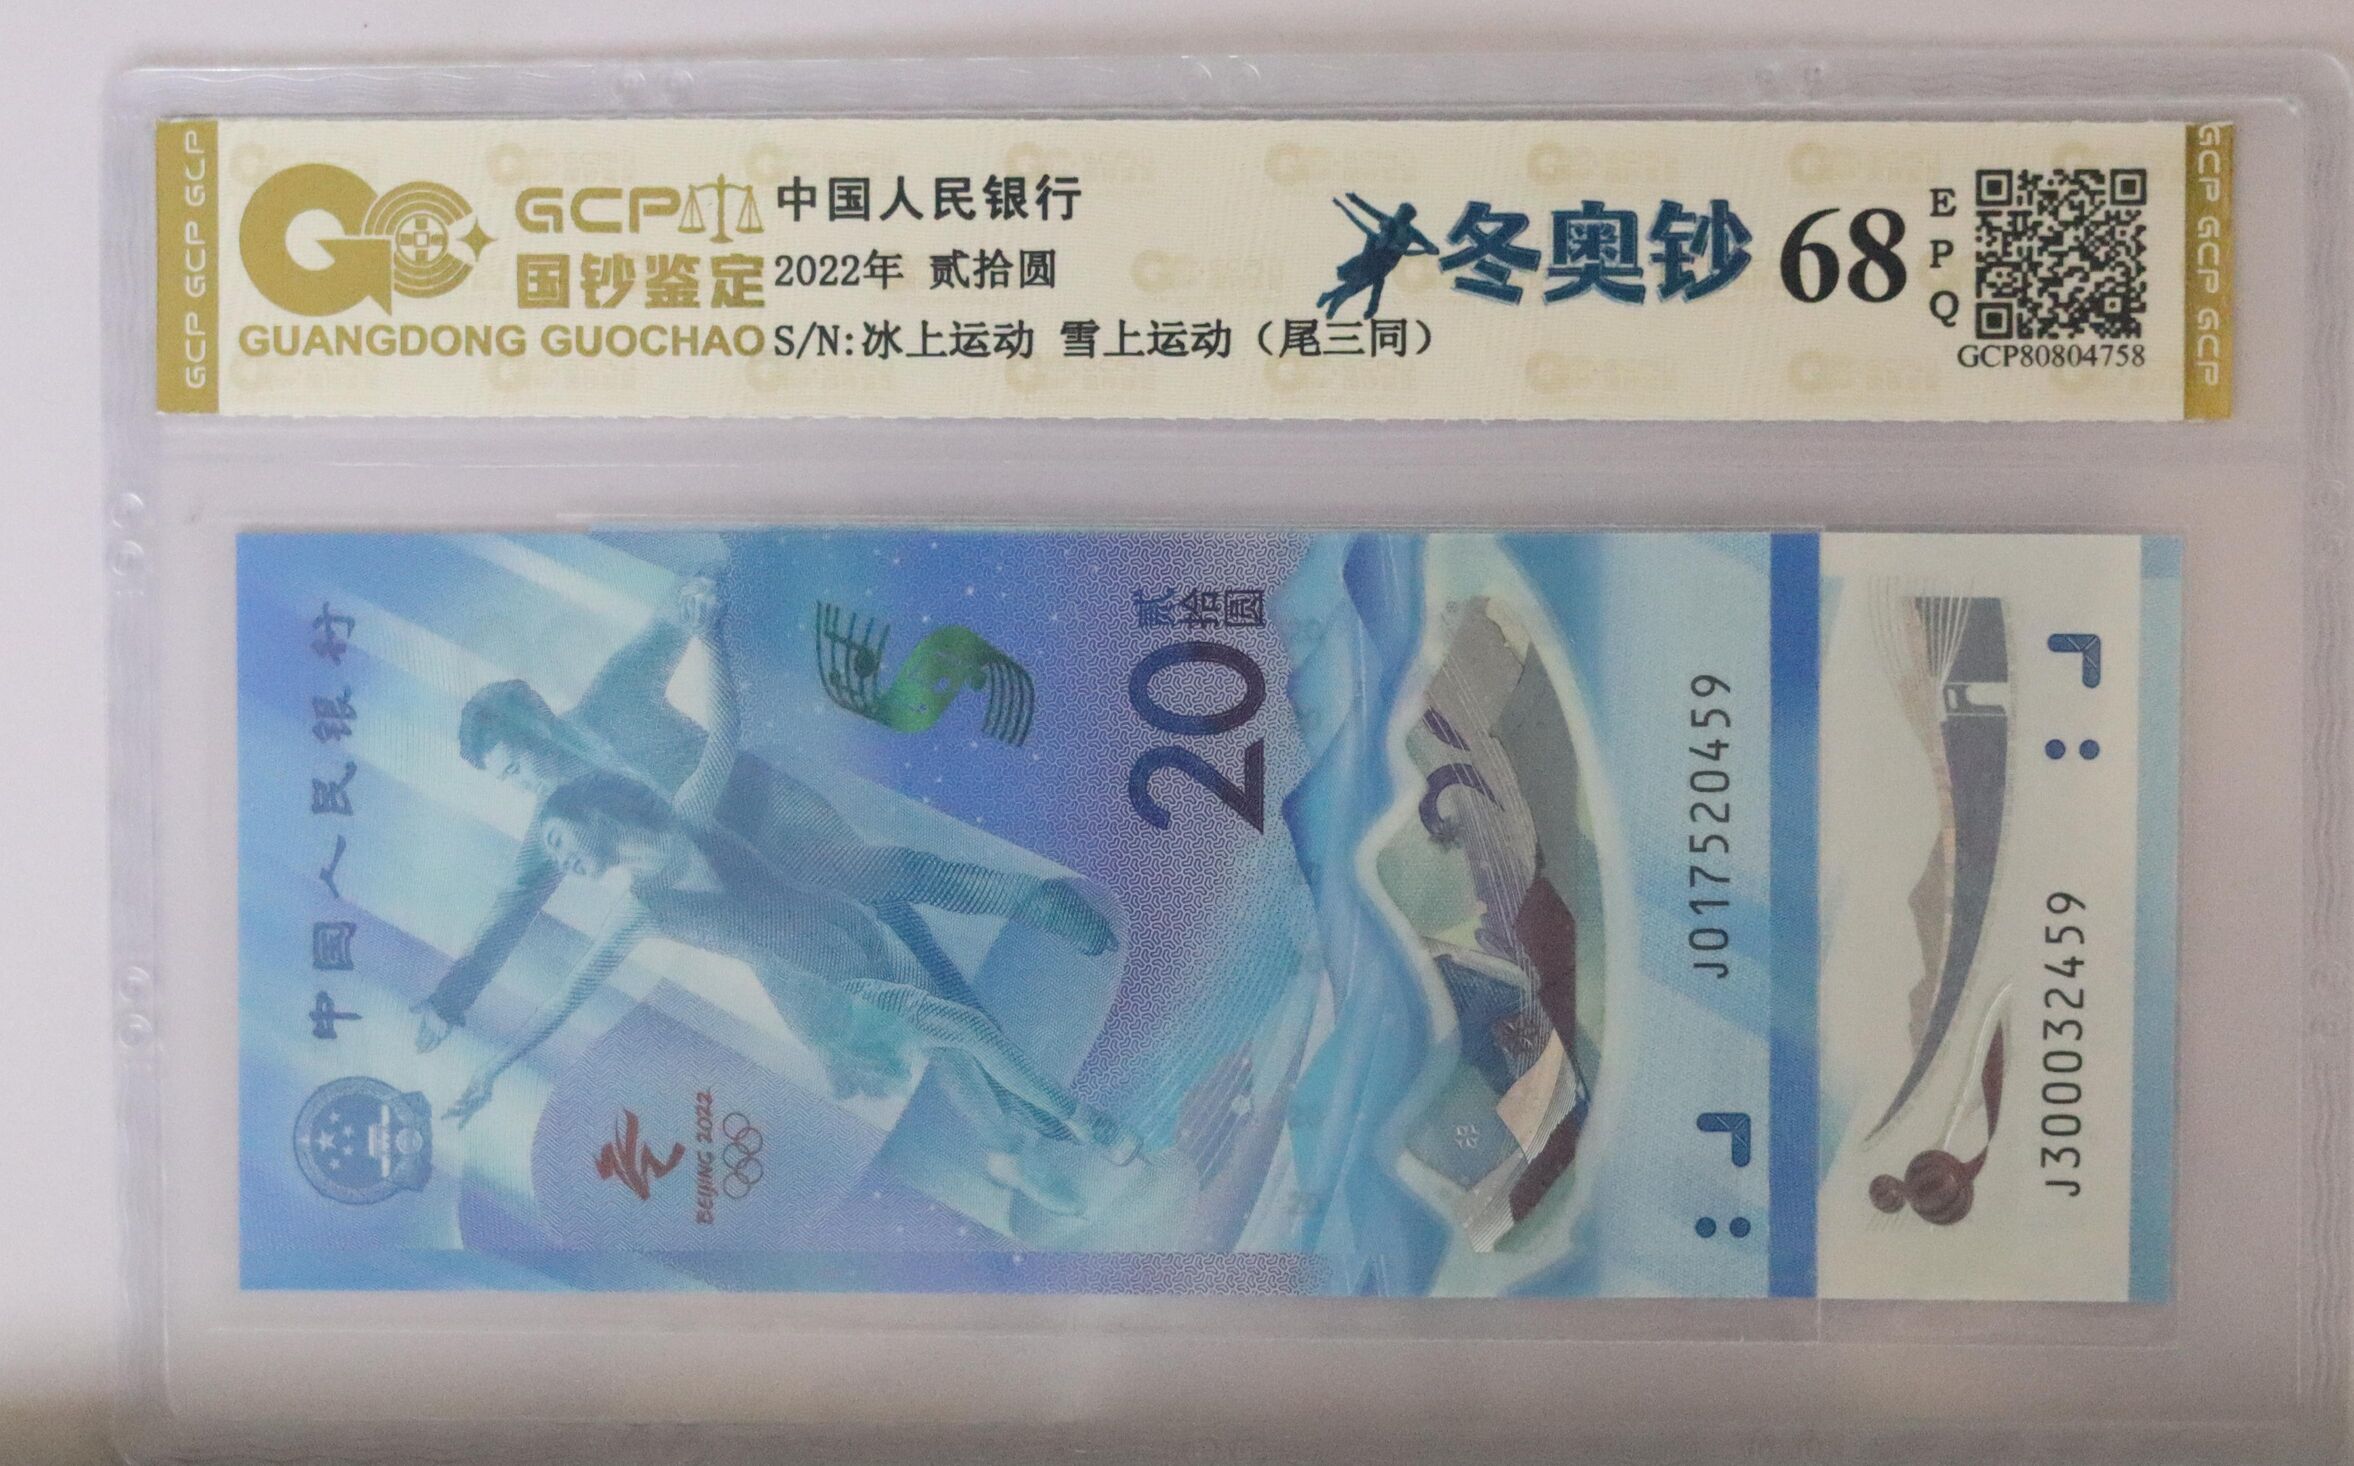 GCP GCP GCP
GCP 中国人民银行
国钞鉴定 2022年 贰拾圆
GUANGDONG GUOCHAO S/N:冰上运动 雪上运动（尾三同）
冬奥钞 68 EPQ
GCP80804758
GCP GCP GCP
中国人民银行
BEIJING 2022
20 贰拾圆
J017520459
J300032459